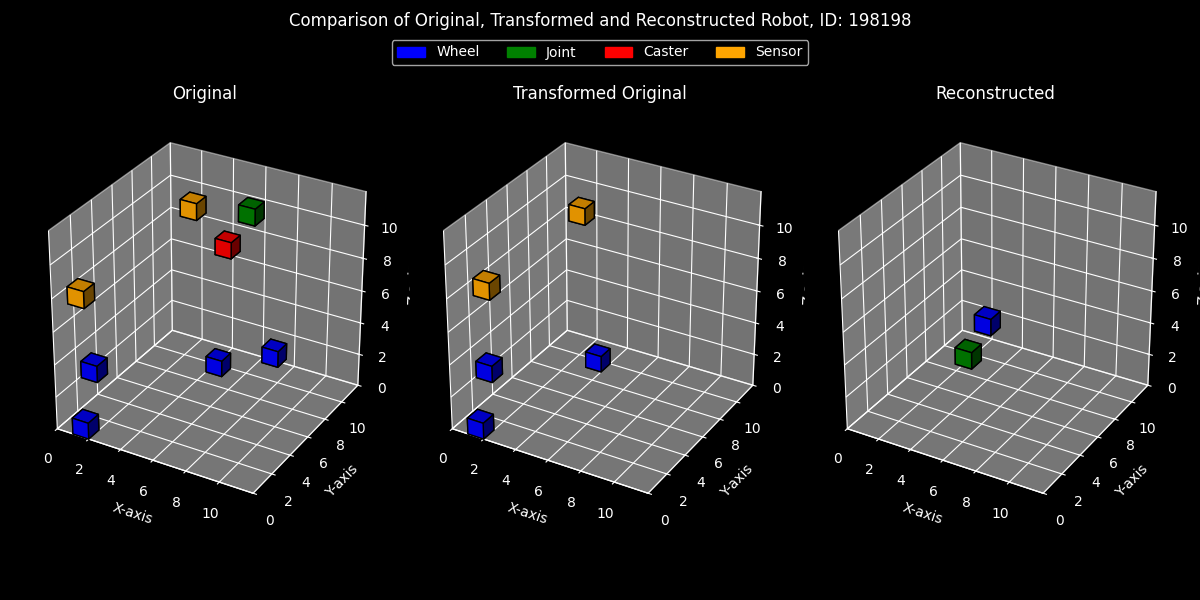 Comparison of Original, Transformed and Reconstructed Robot, ID: 198198
Wheel Joint Caster Sensor
Original Transformed Original Reconstructed
10 10 10
8 8 8
6 6 6
4 4 4
2 2 2
0 0 0
10 10 10
8 8 8
6 6 6
4 4 4
2 2 2
0 0 0
0 2 4 6 8 10 0 2 4 6 8 10 0 2 4 6 8 10
X-axis Y-axis X-axis Y-axis X-axis Y-axis